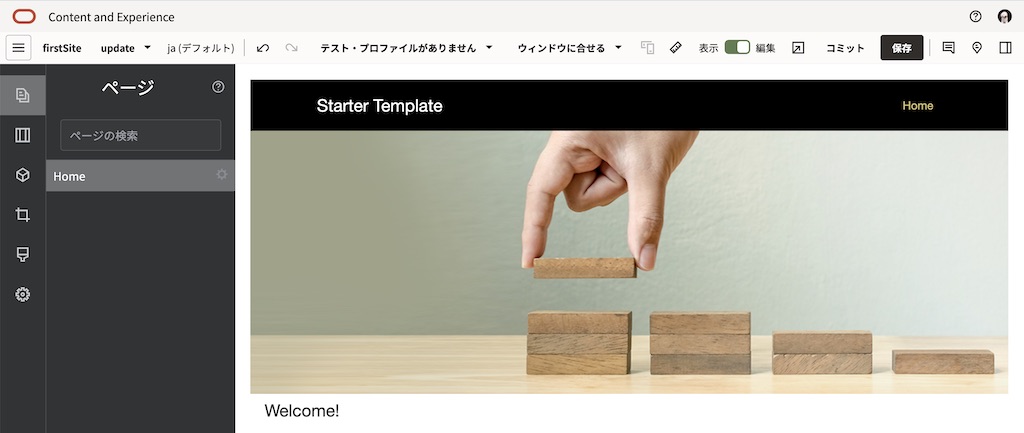 Content and Experience
firstSite update ja (デフォルト) テスト・プロファイルがありません ウィンドウに合せる 表示 編集 コミット 保存
ページ
ページの検索
Home
Starter Template Home
Welcome!